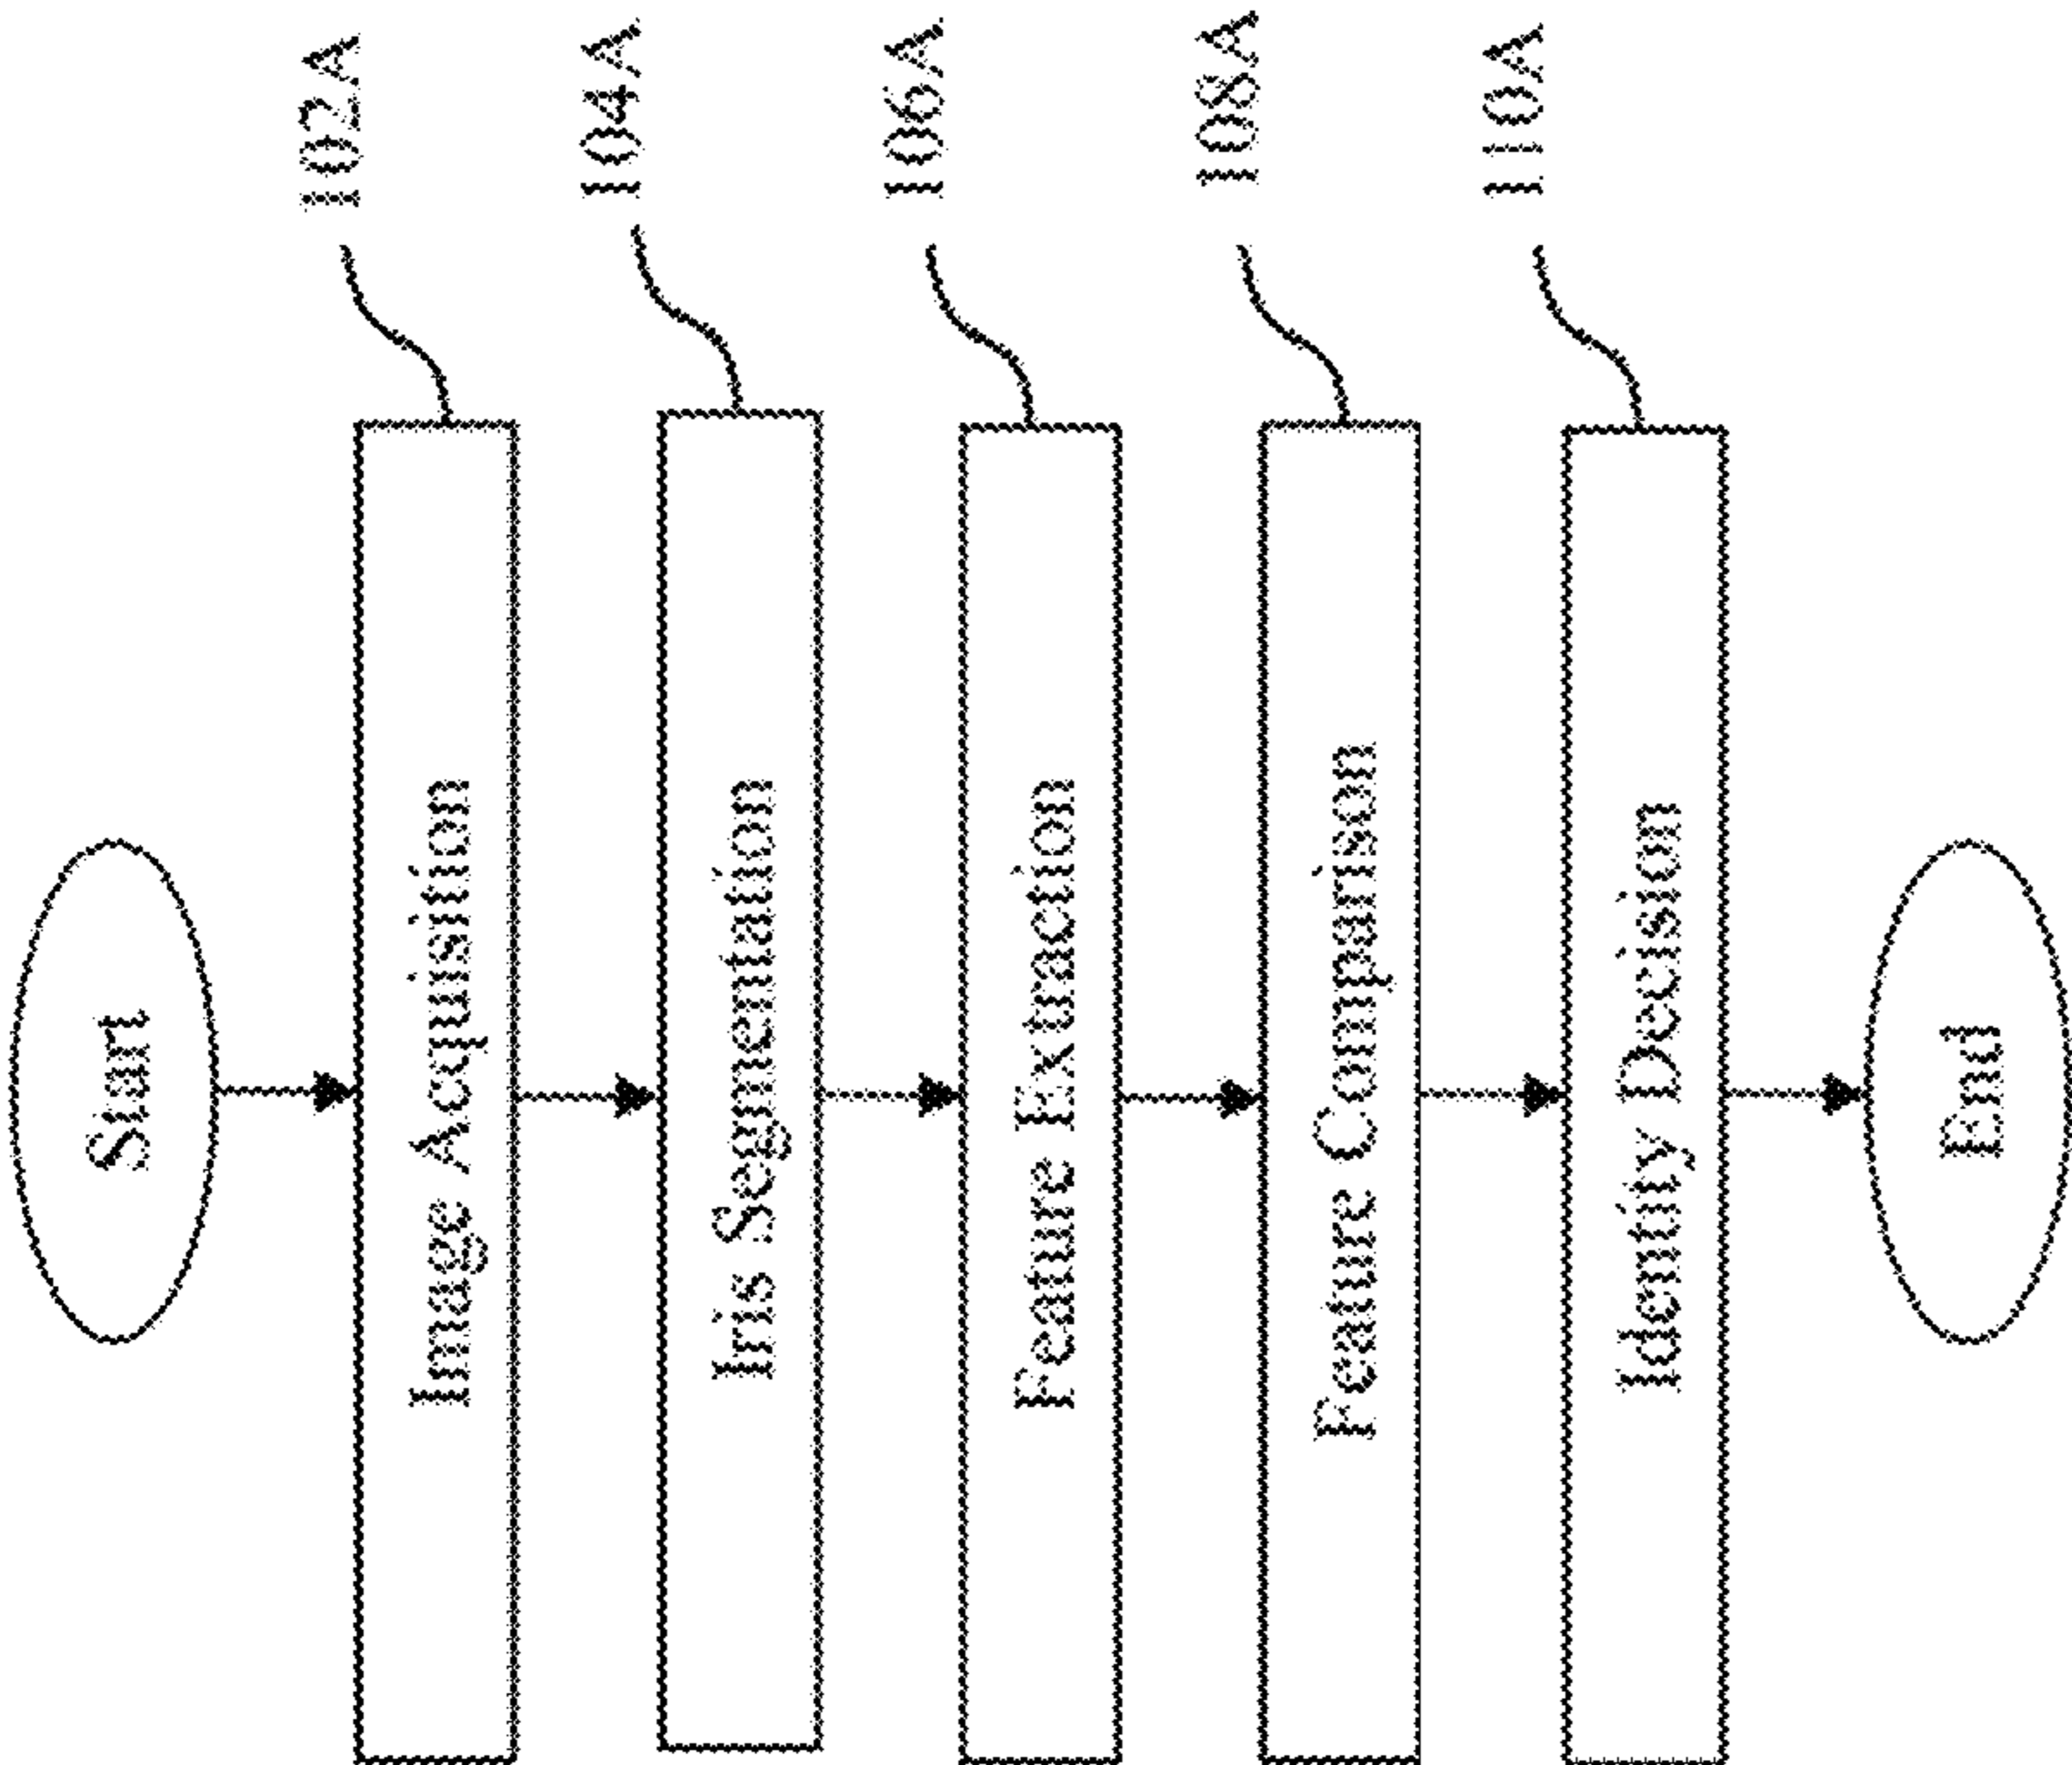 Start
Image Acquisition
102A
Iris Segmentation
104A
Feature Extraction
106A
Feature Comparison
108A
Identity Decision
110A
End